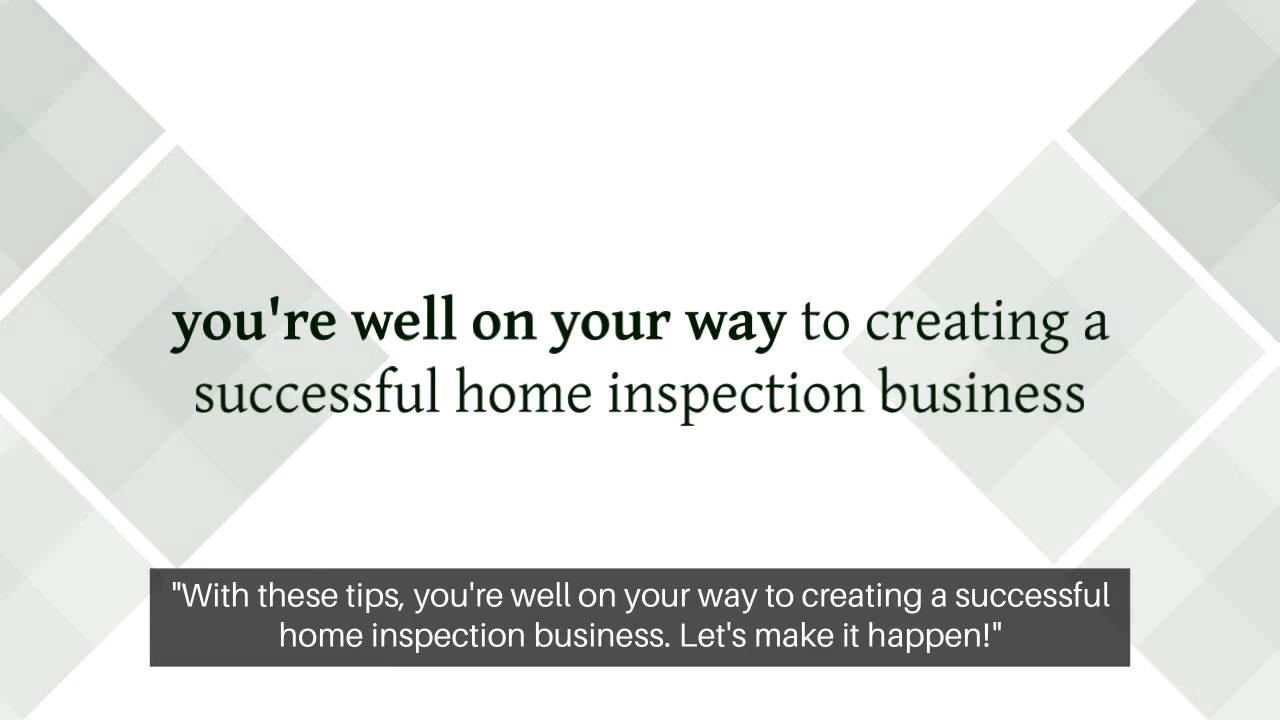 you're well on your way to creating a
successful home inspection business
"With these tips, you're well on your way to creating a successful
home inspection business. Let's make it happen!"